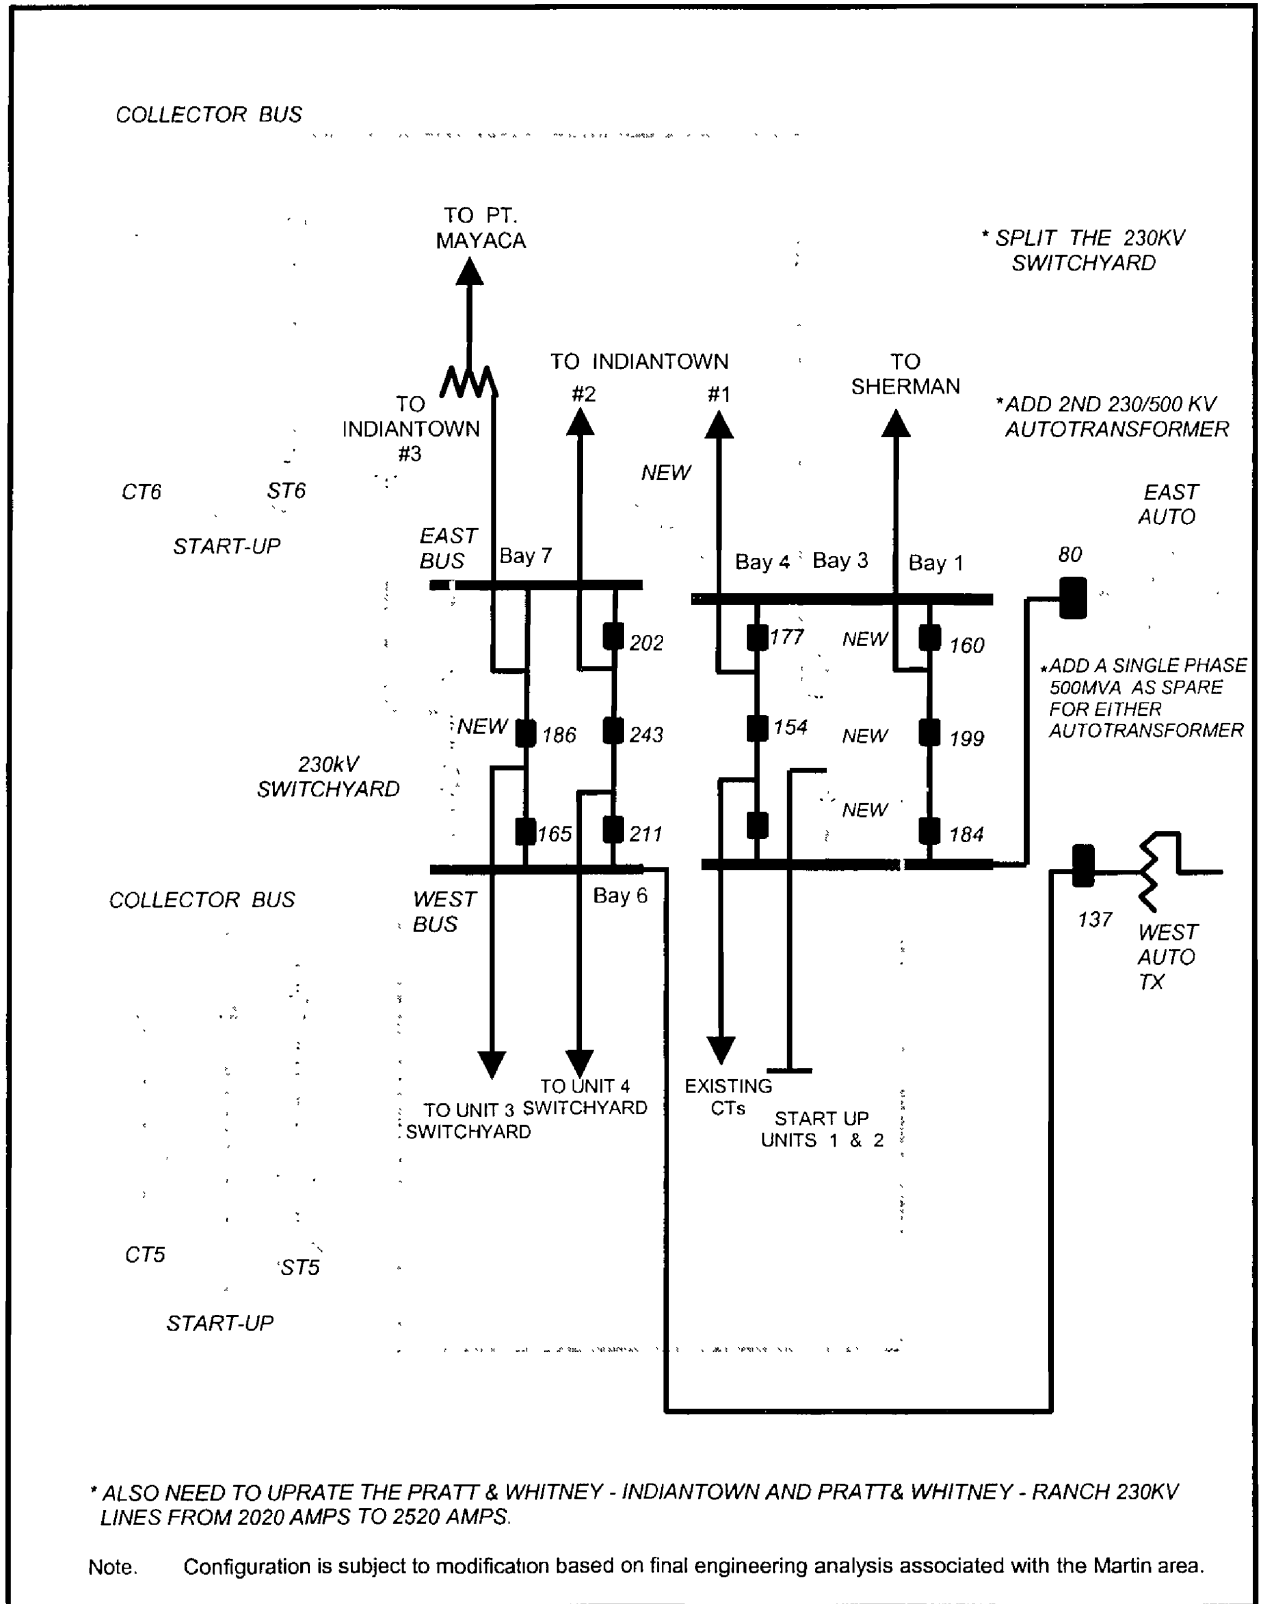 COLLECTOR BUS
TO PT.
MAYACA
* SPLIT THE 230KV
SWITCHYARD
TO INDIANTOWN
#2
#1
TO
SHERMAN
TO
INDIANTOWN
#3
*ADD 2ND 230/500 KV
AUTOTRANSFORMER
NEW
CT6
ST6
START-UP
EAST
AUTO
EAST
BUS
Bay 7
Bay 4
Bay 3
Bay 1
80
202
177
NEW
160
*ADD A SINGLE PHASE
500MVA AS SPARE
FOR EITHER
AUTOTRANSFORMER
NEW
186
243
154
NEW
199
230kV
SWITCHYARD
165
211
NEW
184
COLLECTOR BUS
WEST
BUS
Bay 6
137
WEST
AUTO
TX
TO UNIT 3
SWITCHYARD
TO UNIT 4
SWITCHYARD
EXISTING
CTs
START UP
UNITS 1 & 2
CT5
ST5
START-UP
* ALSO NEED TO UPRATE THE PRATT & WHITNEY - INDIANTOWN AND PRATT& WHITNEY - RANCH 230KV
LINES FROM 2020 AMPS TO 2520 AMPS.
Note. Configuration is subject to modification based on final engineering analysis associated with the Martin area.